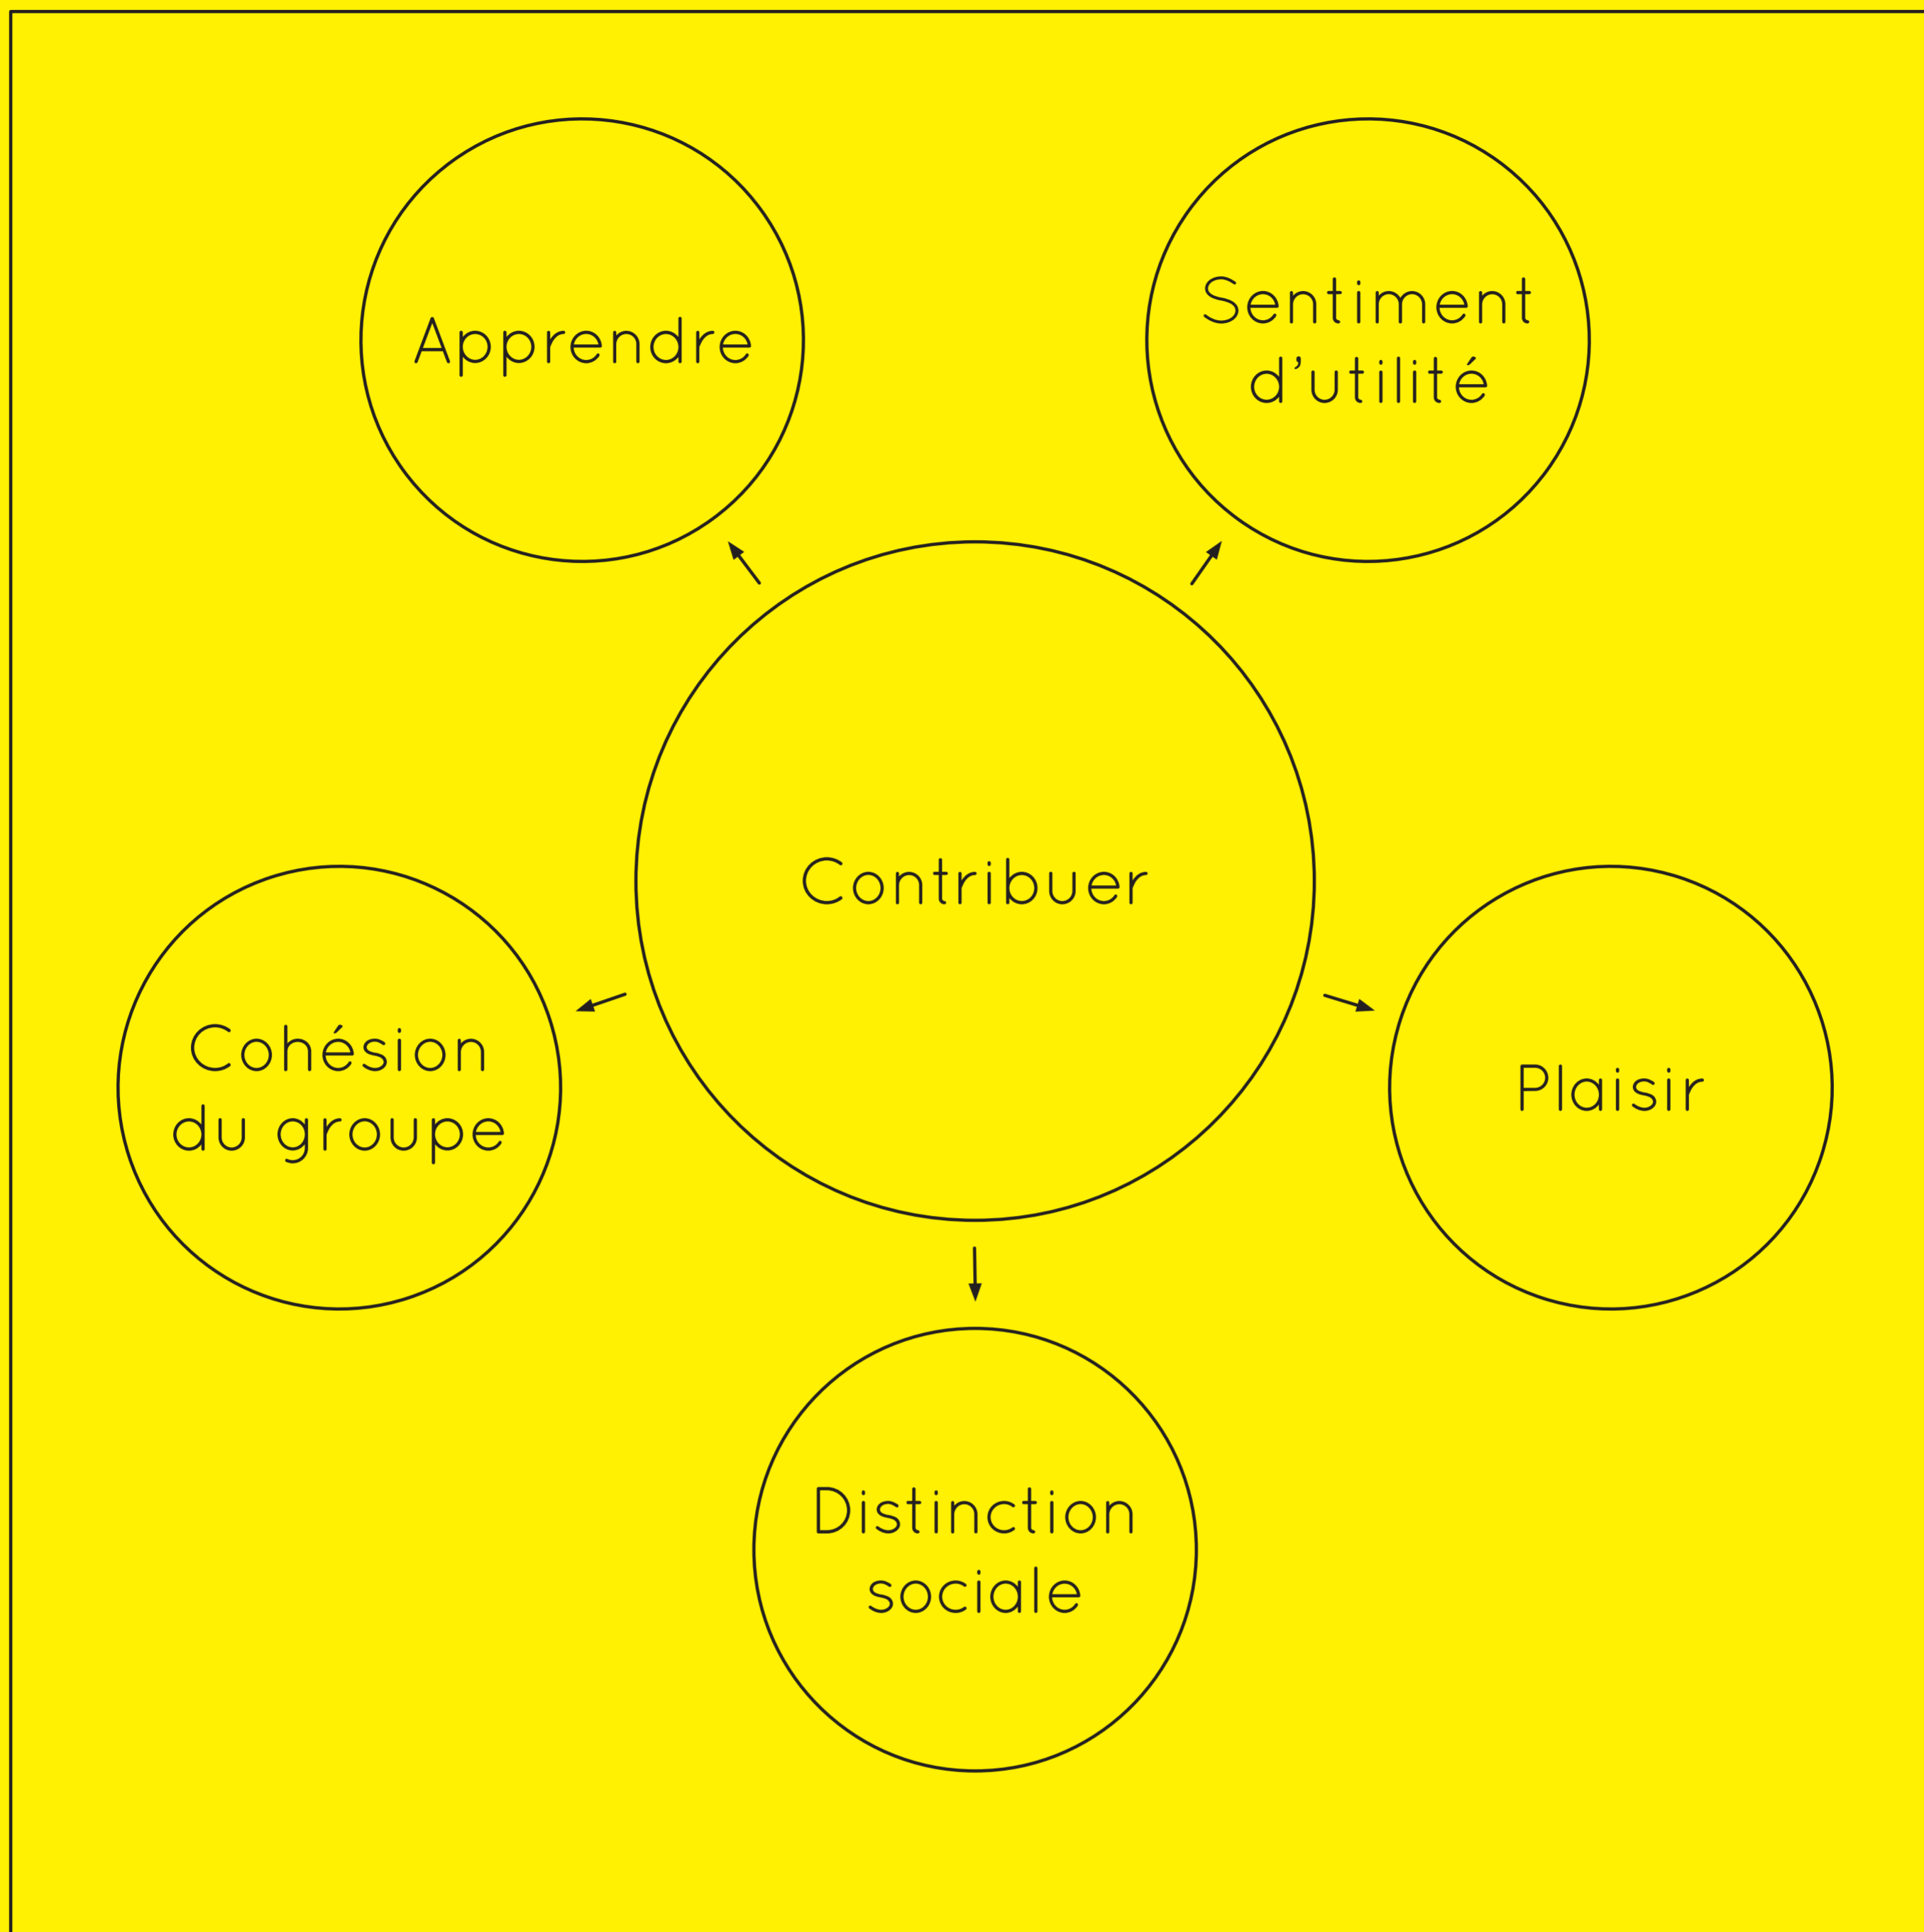 Apprendre
Sentiment
d’utilité
Contribuer
Cohésion
du groupe
Plaisir
Distinction
sociale